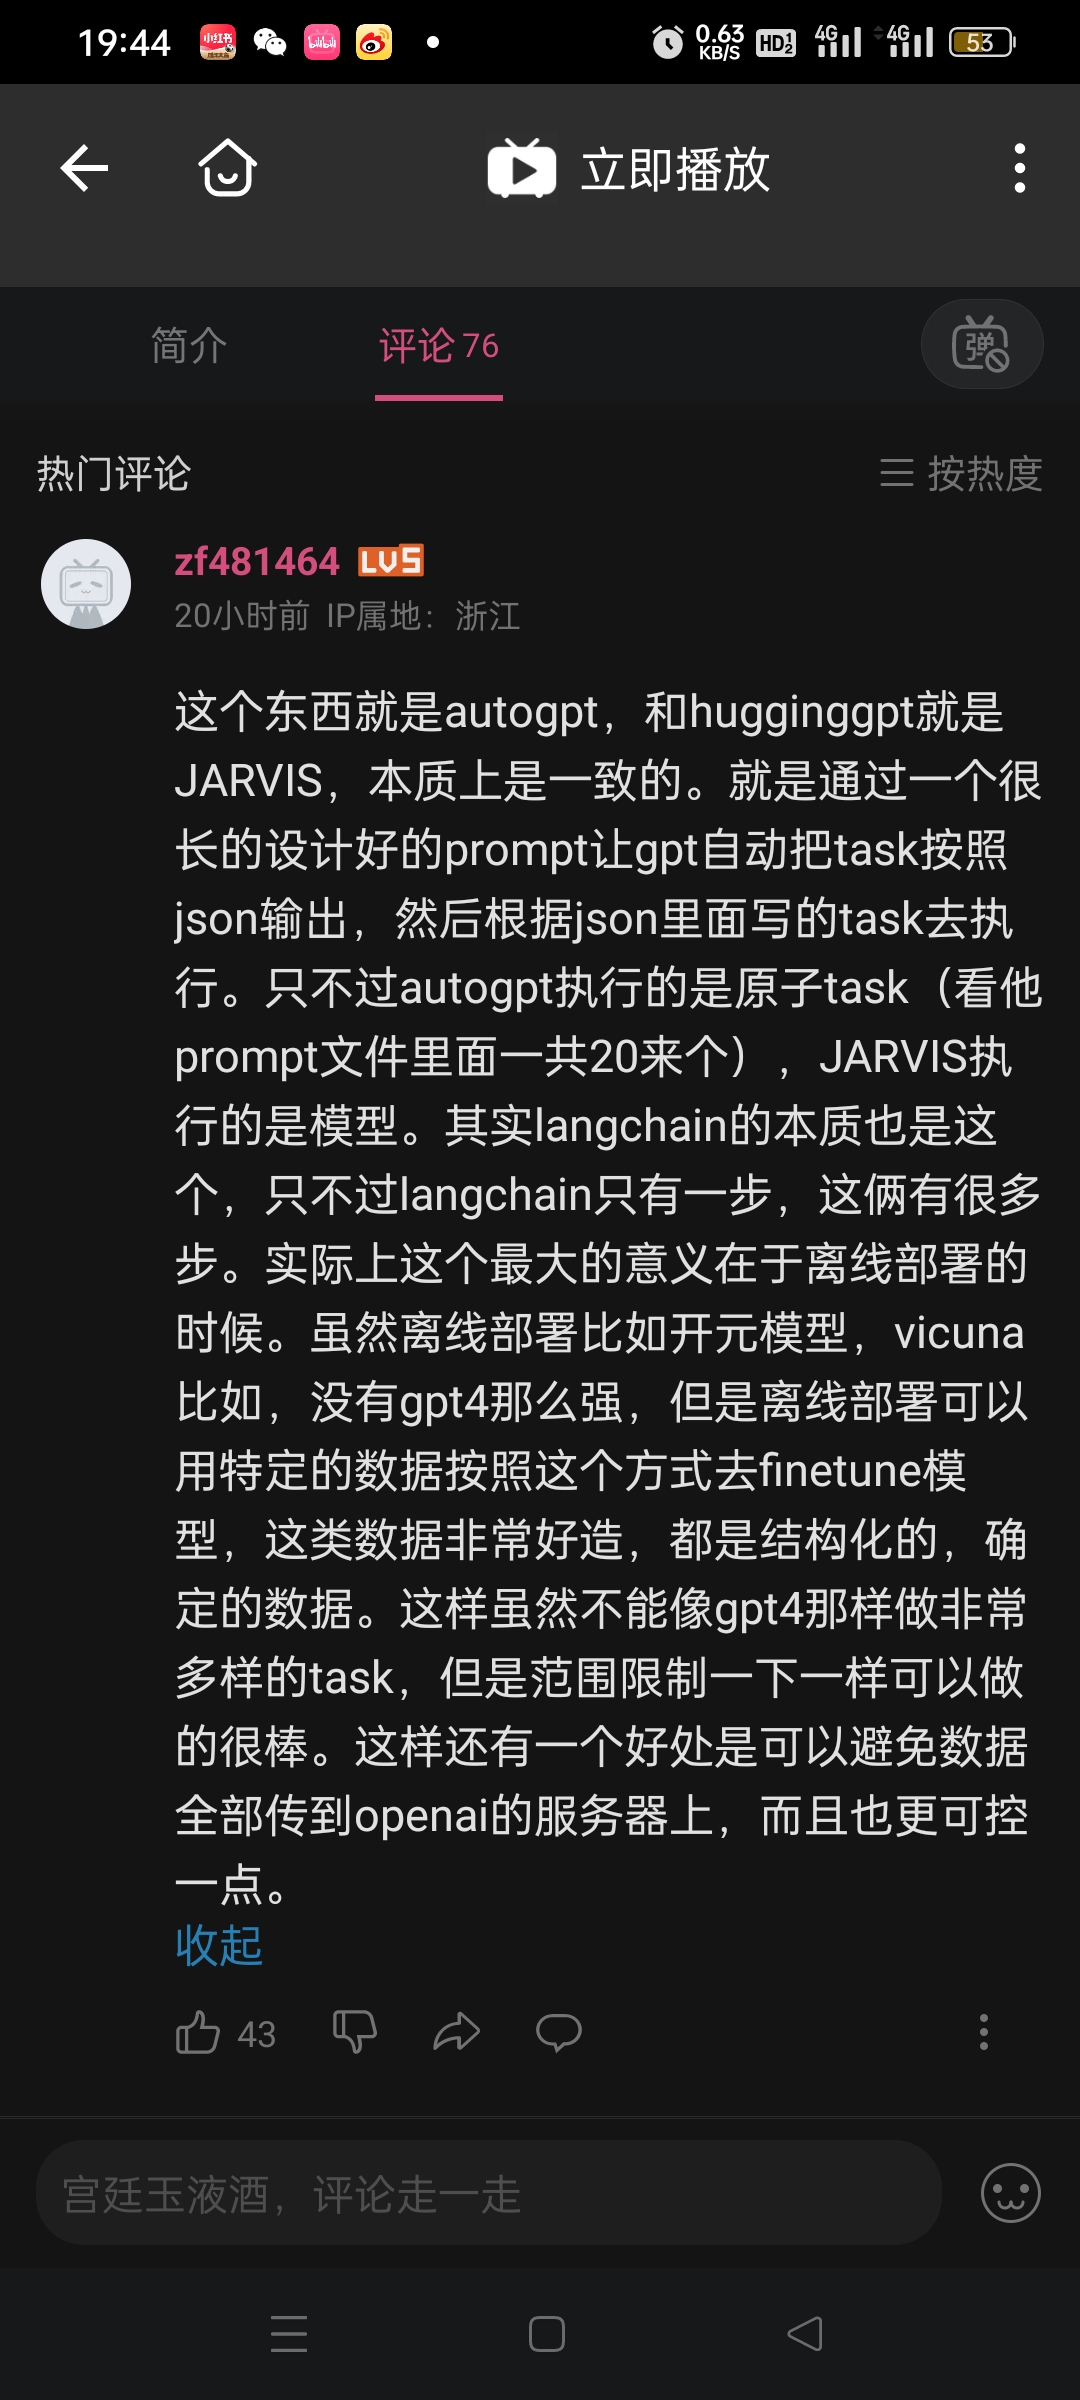 19:44
小红书
bilibili
0.63
KB/S
HD 1 2
4G
4G
53
立即播放
简介
评论 76
弹
热门评论
按热度
zf481464 LV5
20小时前 IP属地：浙江
这个东西就是autogpt，和hugginggpt就是
JARVIS，本质上是一致的。就是通过一个很
长的设计好的prompt让gpt自动把task按照
json输出，然后根据json里面写的task去执
行。只不过autogpt执行的是原子task（看他
prompt文件里面一共20来个），JARVIS执
行的是模型。其实langchain的本质也是这
个，只不过langchain只有一步，这俩有很多
步。实际上这个最大的意义在于离线部署的
时候。虽然离线部署比如开元模型，vicuna
比如，没有gpt4那么强，但是离线部署可以
用特定的数据按照这个方式去finetune模
型，这类数据非常好造，都是结构化的，确
定的数据。这样虽然不能像gpt4那样做非常
多样的task，但是范围限制一下一样可以做
的很棒。这样还有一个好处是可以避免数据
全部传到openai的服务器上，而且也更可控
一点。
收起
43
宫廷玉液酒，评论走一走